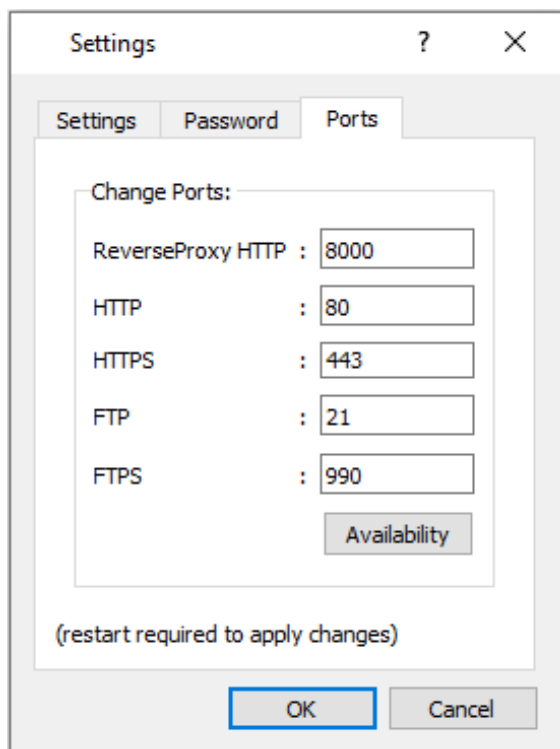 Settings ?
Settings Password Ports
Change Ports:
ReverseProxy HTTP : 8000
HTTP : 80
HTTPS : 443
FTP : 21
FTPS : 990
Availability
(restart required to apply changes)
OK Cancel